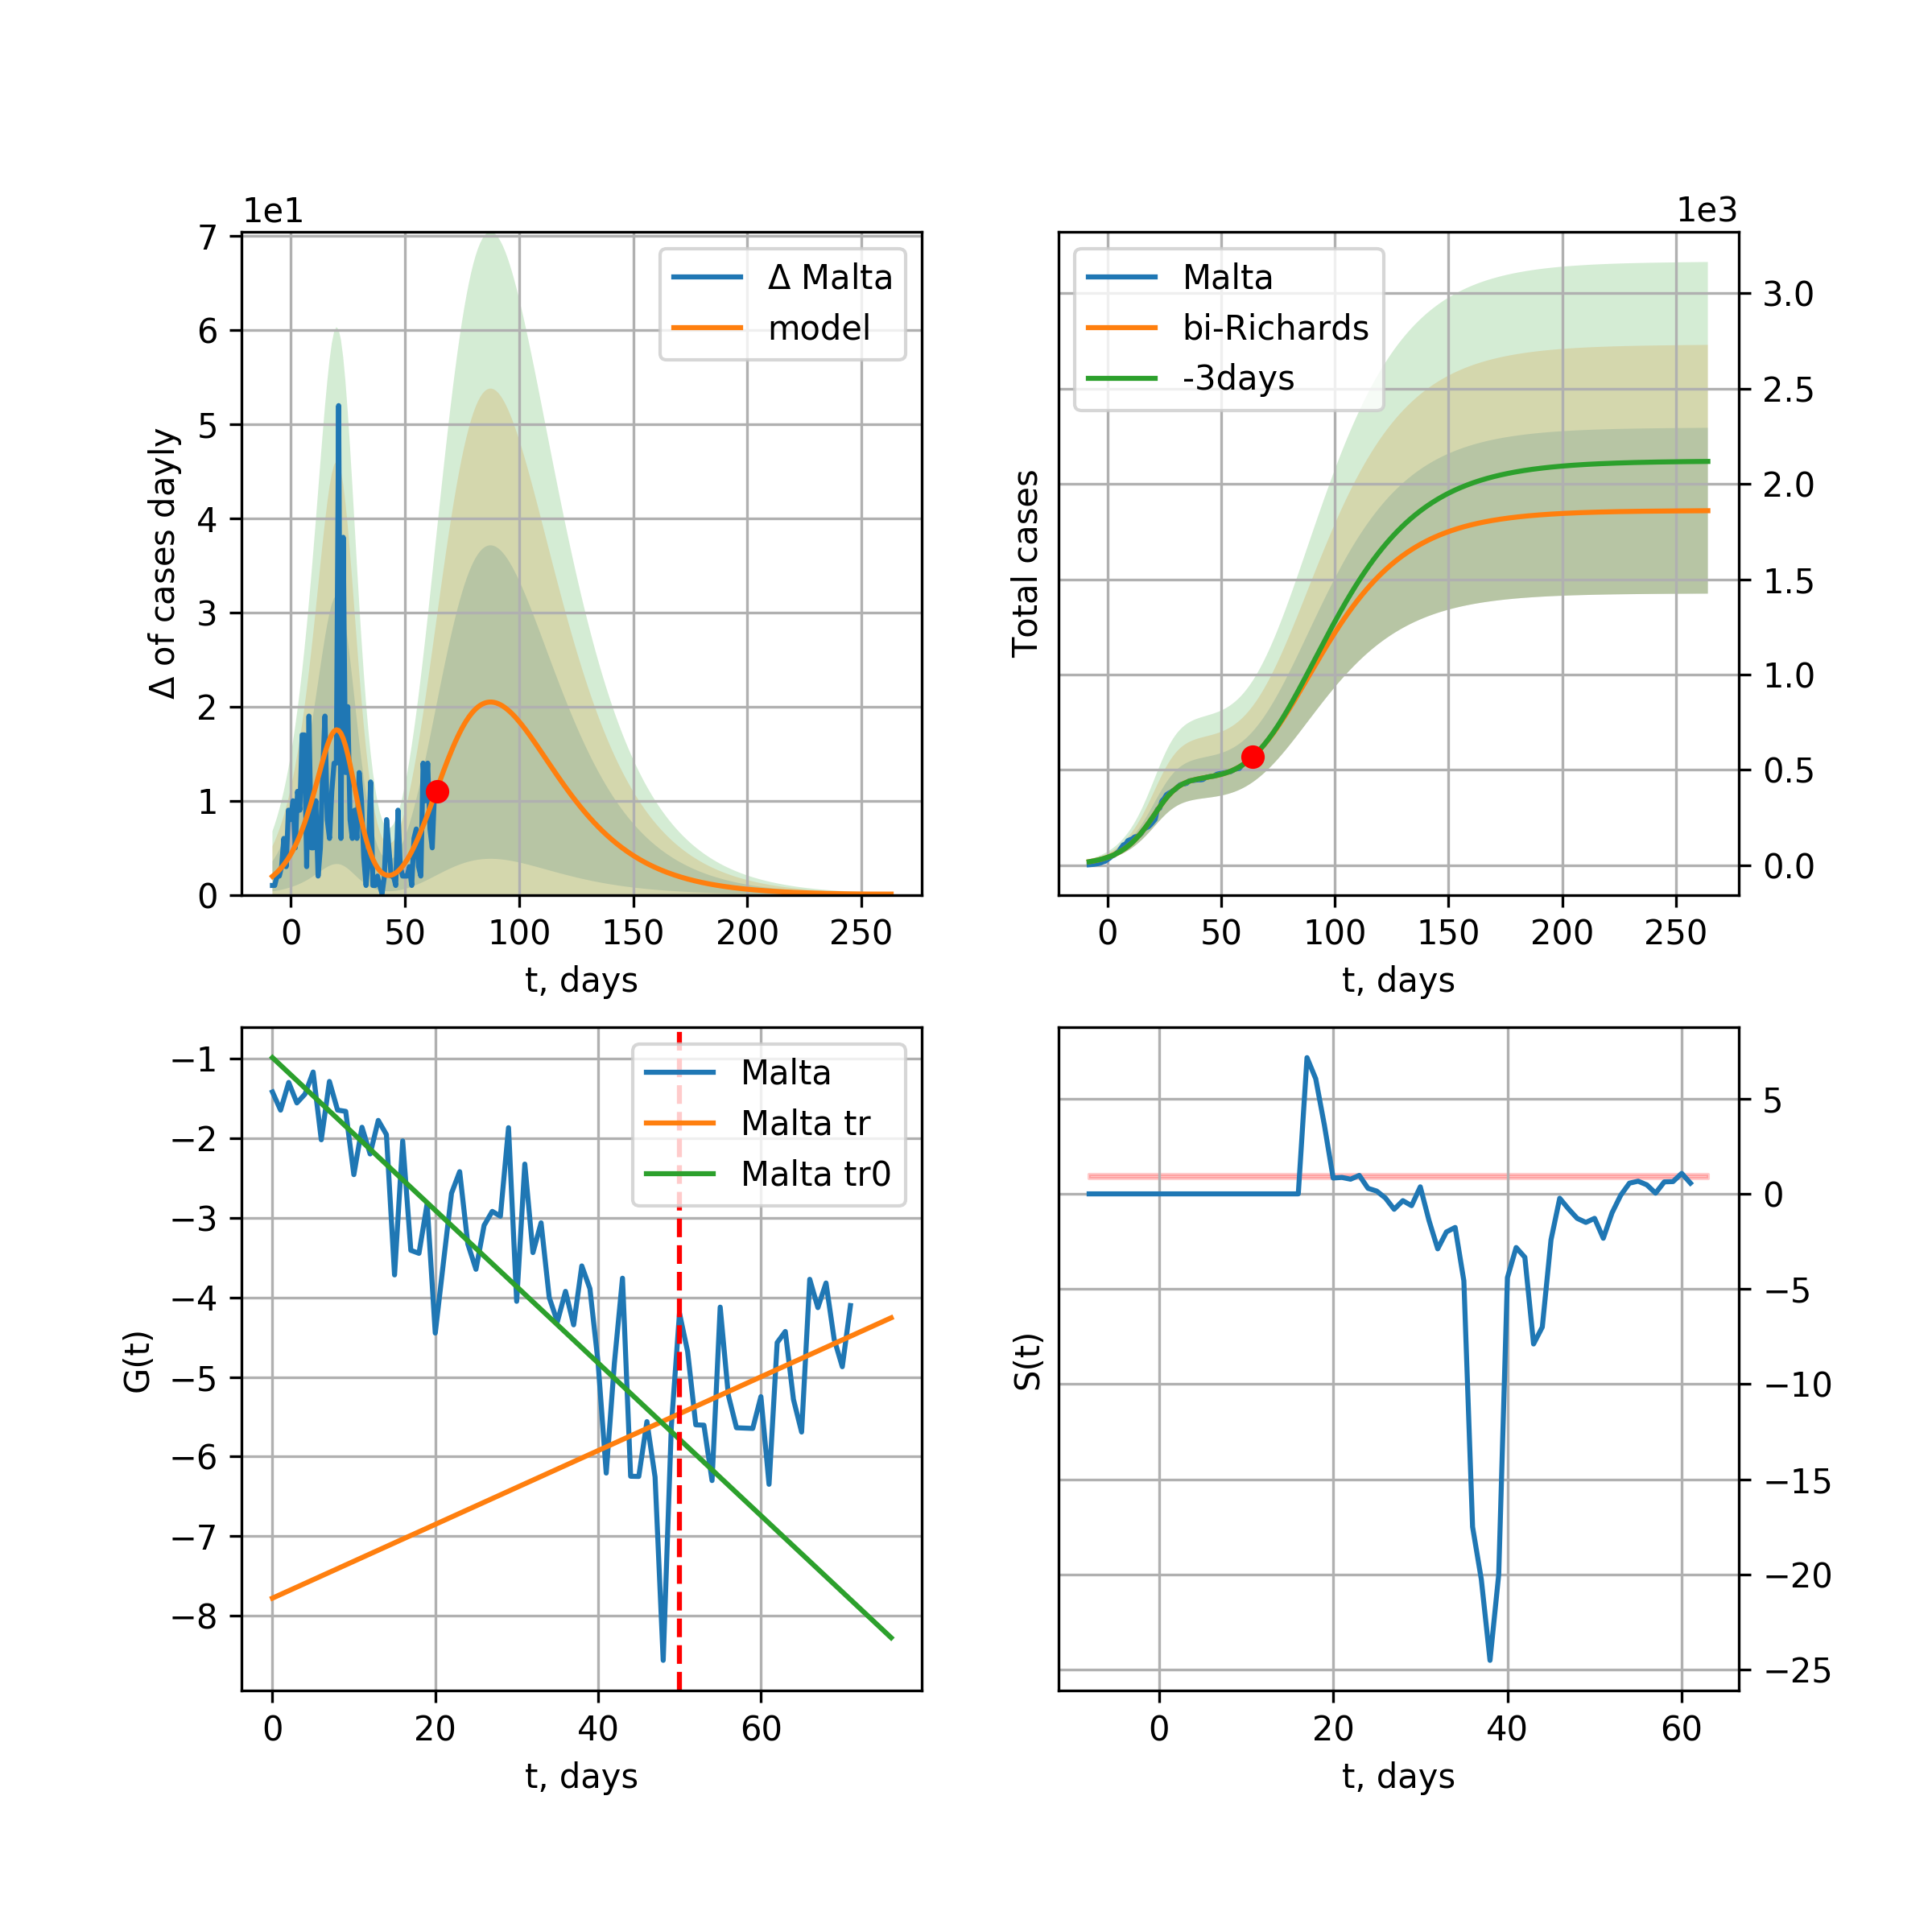 1e1
7
6
5
4
3
2
1
0
Δ of cases dayly
Δ Malta
model
0 50 100 150 200 250
t, days
1e3
3.0
2.5
2.0
1.5
1.0
0.5
0.0
Total cases
Malta
bi-Richards
-3days
0 50 100 150 200 250
t, days
−1
−2
−3
−4
−5
−6
−7
−8
G(t)
Malta
Malta tr
Malta tr0
0 20 40 60
t, days
5
0
−5
−10
−15
−20
−25
S(t)
0 20 40 60
t, days